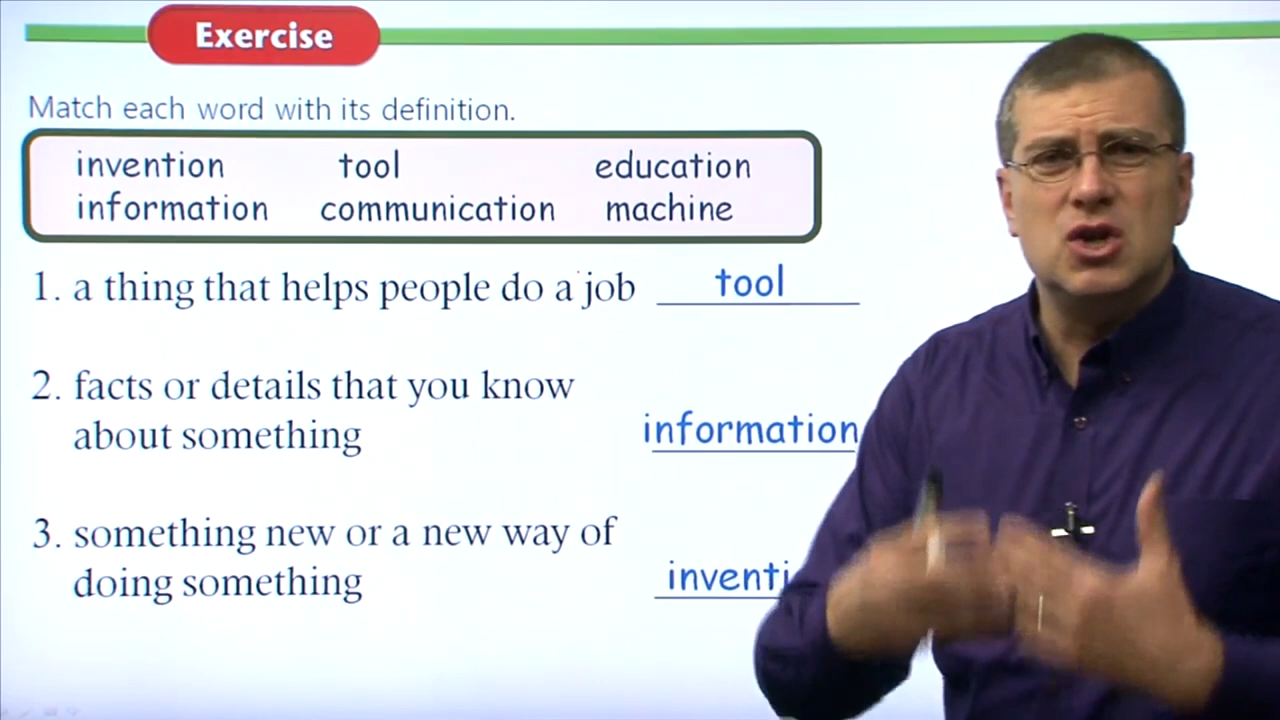 Exercise
Match each word with its definition.
invention tool education
information communication machine
1. a thing that helps people do a job tool
2. facts or details that you know
about something information
3. something new or a new way of
doing something